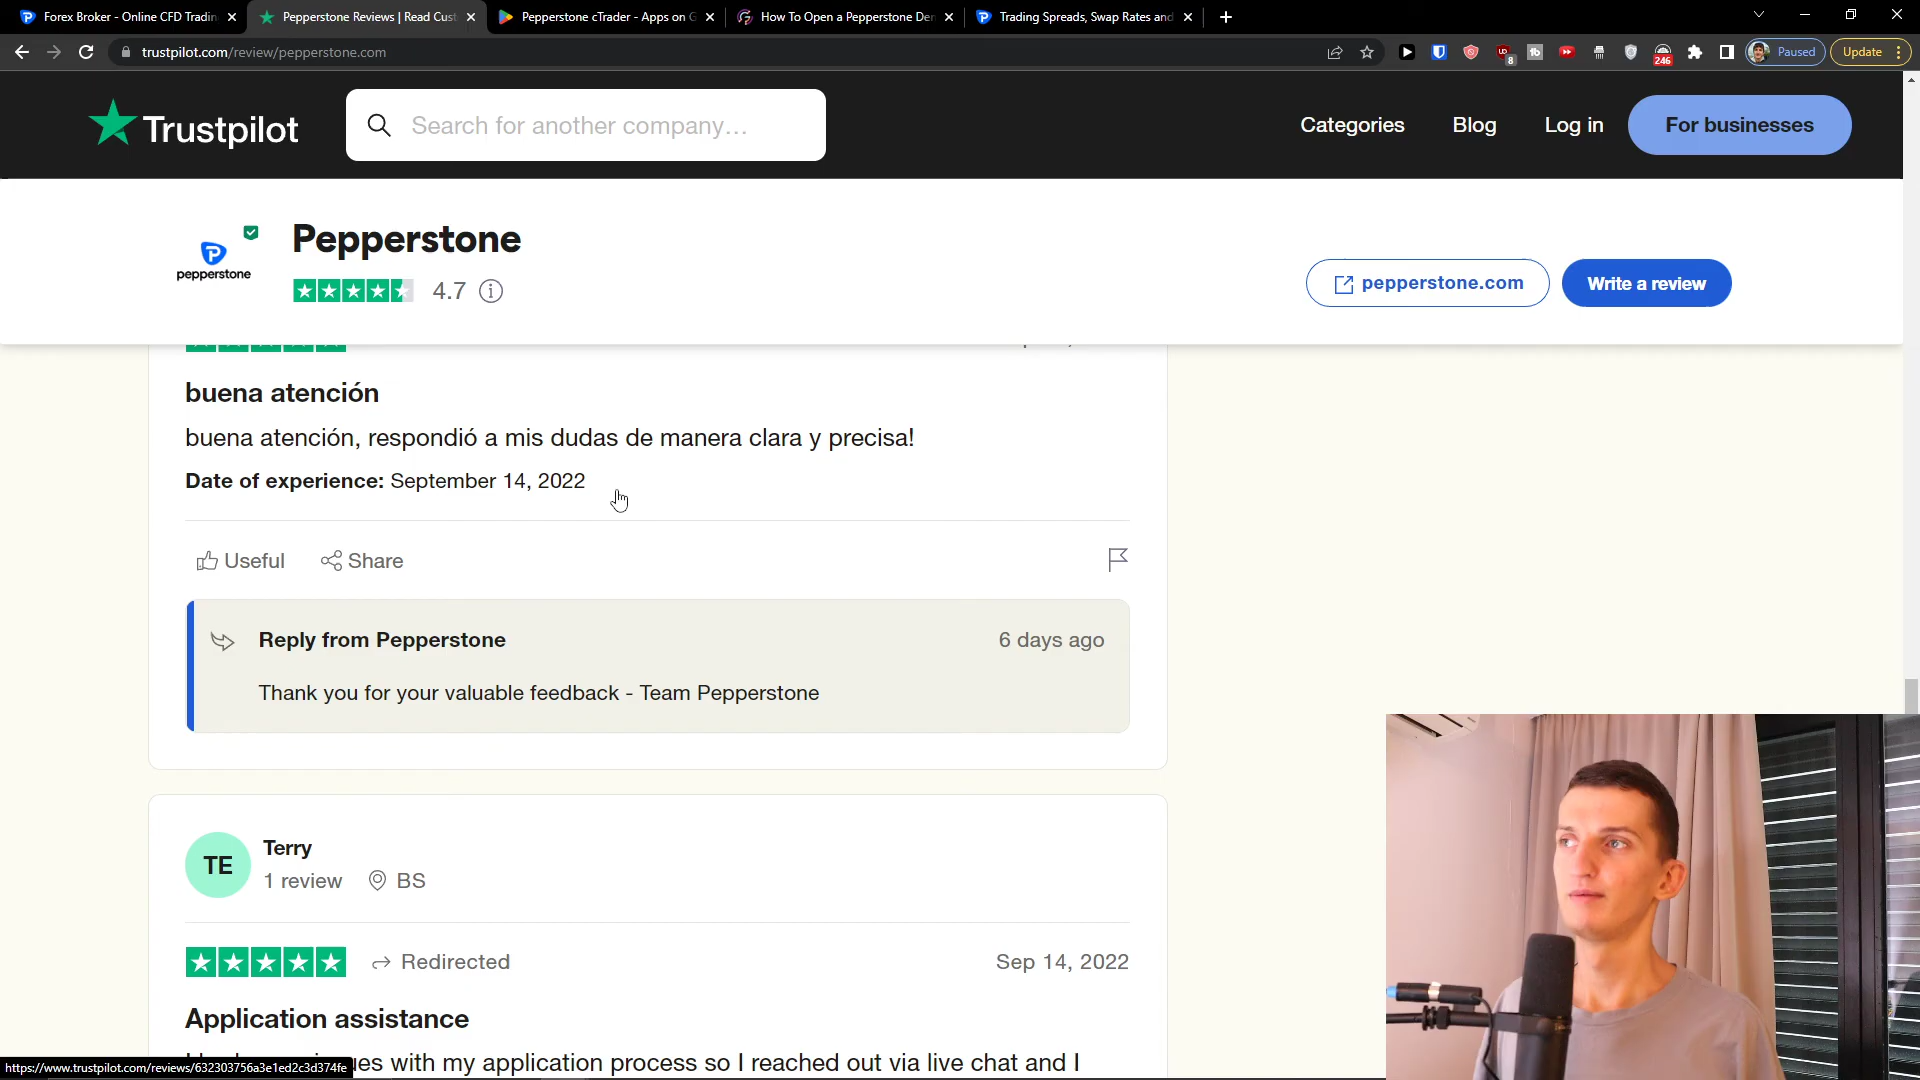 Forex Broker - Online CFD Tradin
Pepperstone Reviews | Read Cust
Pepperstone cTrader - Apps on G
How To Open a Pepperstone Den
Trading Spreads, Swap Rates and
trustpilot.com/review/pepperstone.com
8
246
Paused
Update
Trustpilot
Search for another company…
Categories
Blog
Log in
For businesses
pepperstone
Pepperstone
4.7
pepperstone.com
Write a review
buena atención
buena atención, respondió a mis dudas de manera clara y precisa!
Date of experience: September 14, 2022
Useful
Share
Reply from Pepperstone
6 days ago
Thank you for your valuable feedback - Team Pepperstone
TE
Terry
1 review
BS
Redirected
Sep 14, 2022
Application assistance
with my application process so I reached out via live chat and I
https://www.trustpilot.com/reviews/632303756a3e1ed2c3d374fe